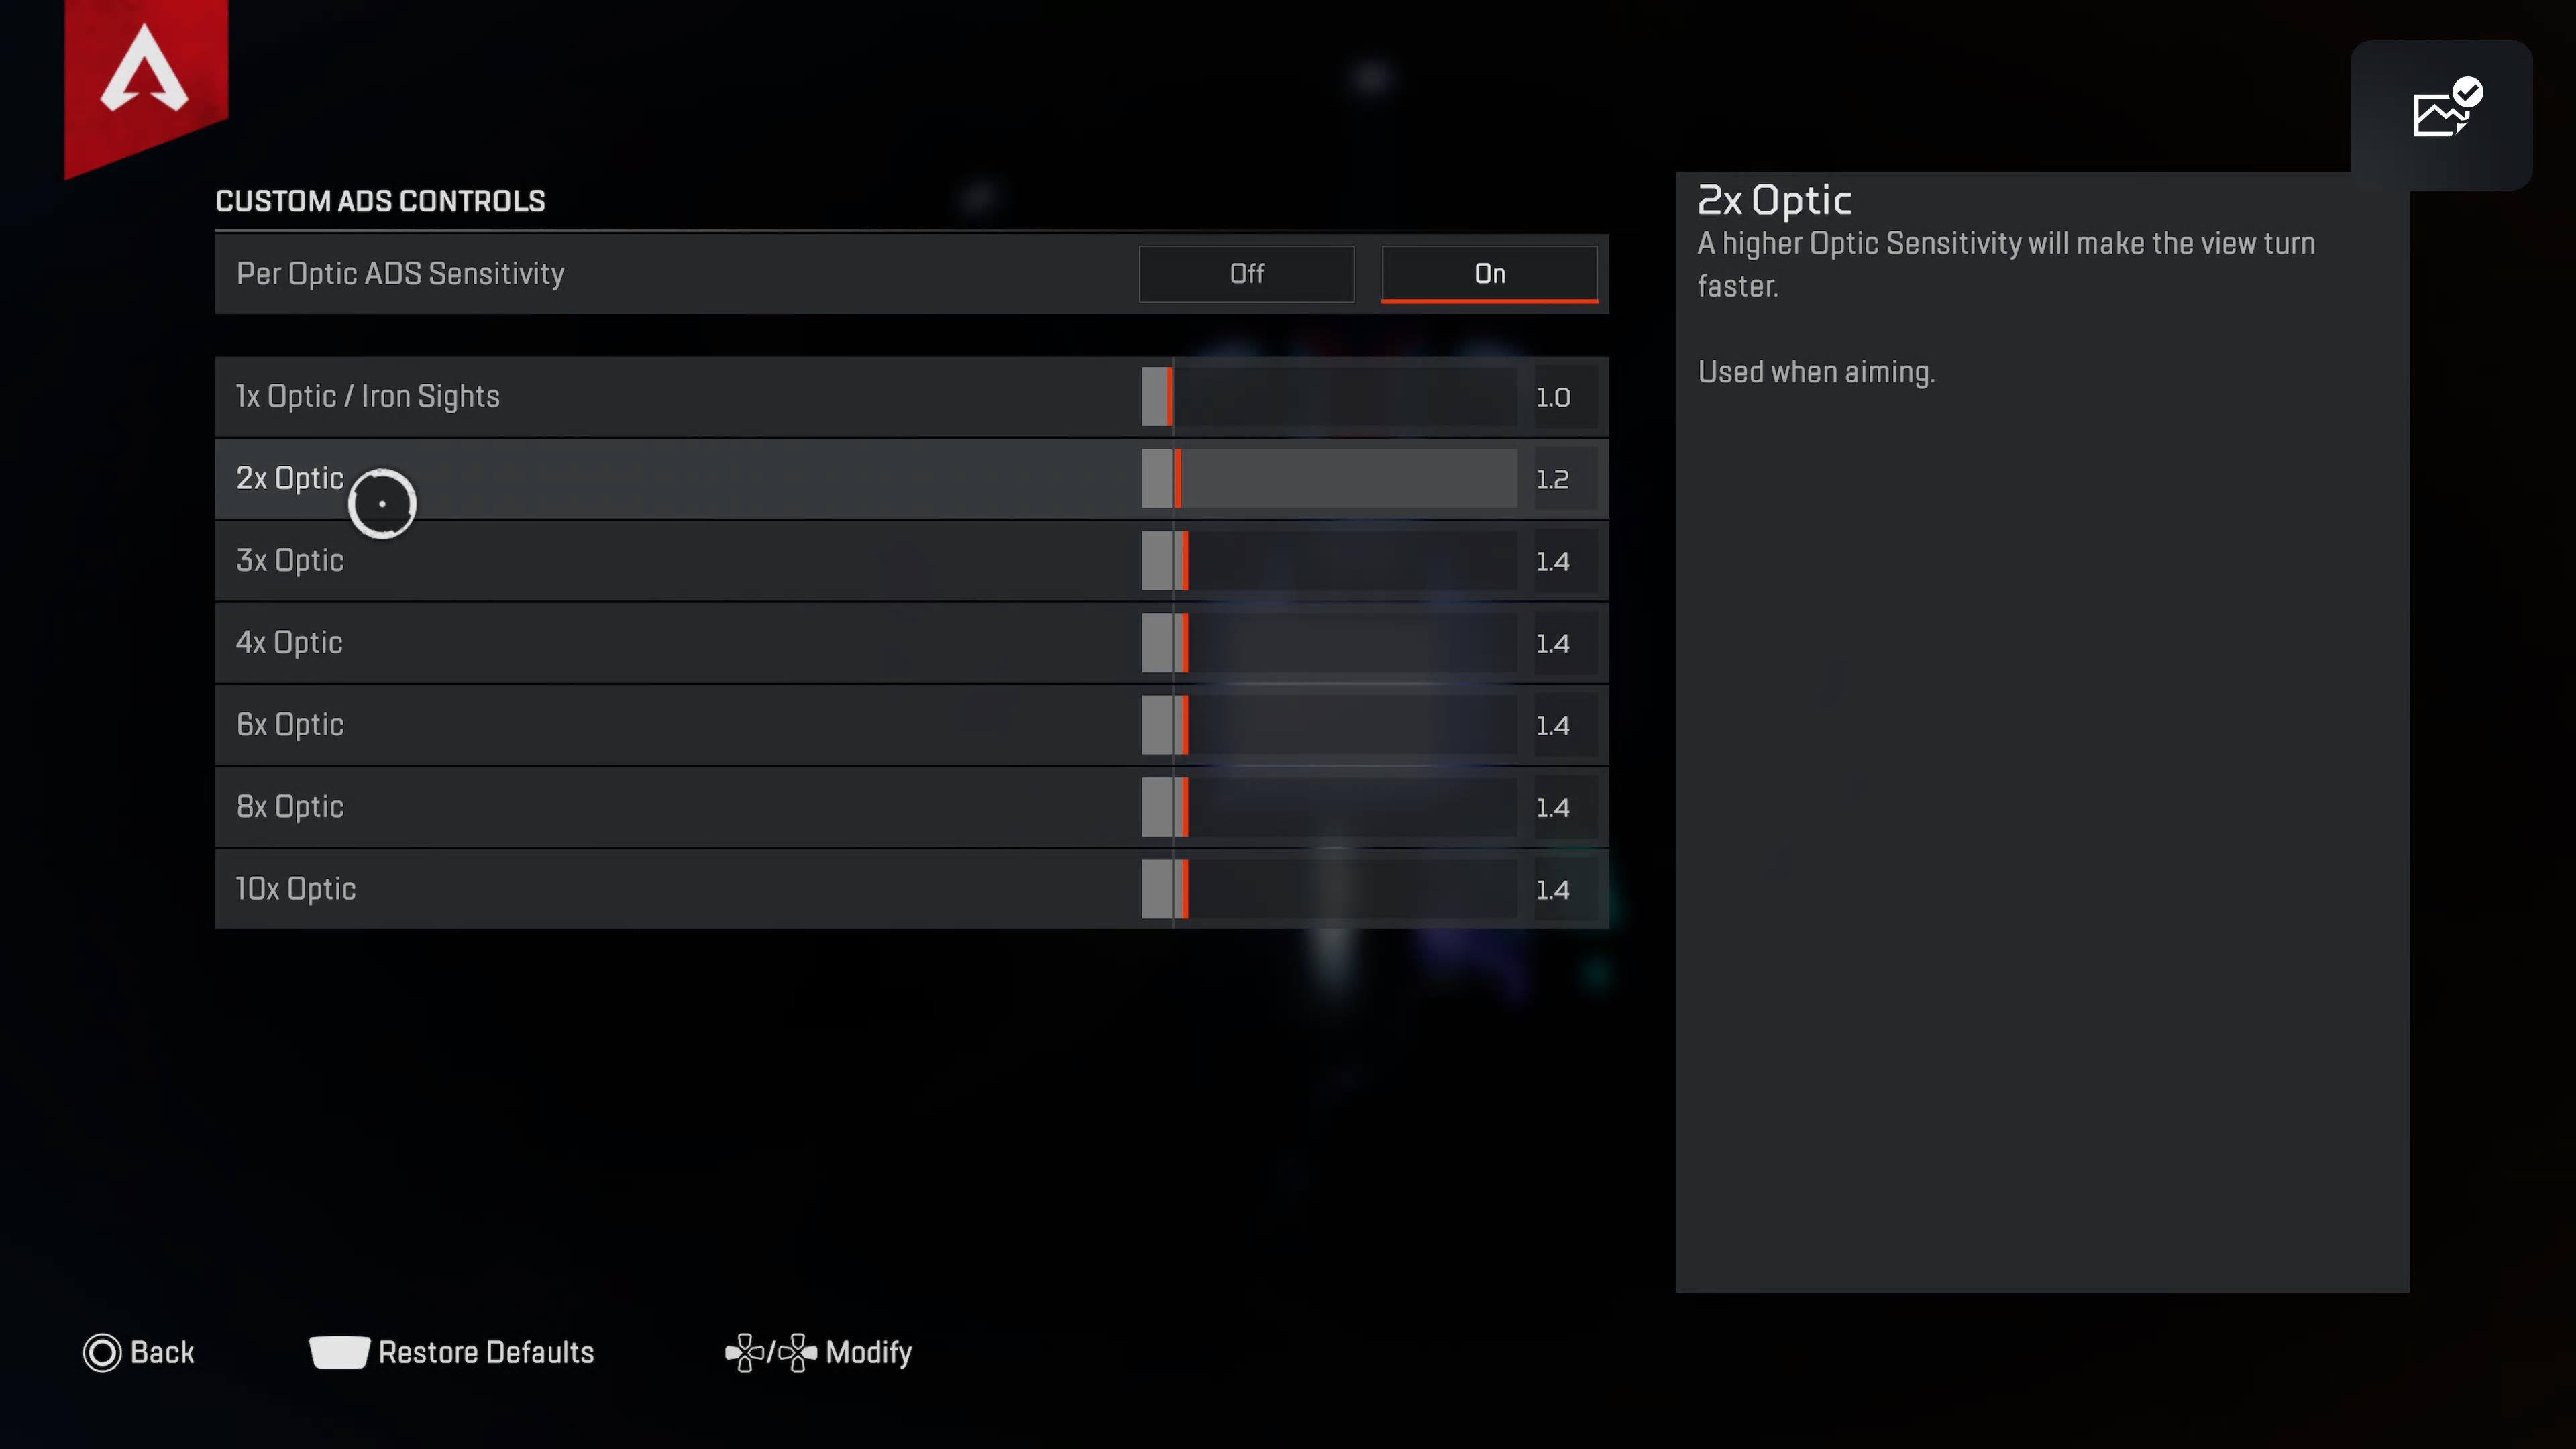 CUSTOM ADS CONTROLS
Per Optic ADS Sensitivity Off On
1x Optic / Iron Sights 1.0
2x Optic 1.2
3x Optic 1.4
4x Optic 1.4
6x Optic 1.4
8x Optic 1.4
10x Optic 1.4
2x Optic
A higher Optic Sensitivity will make the view turn
faster.
Used when aiming.
Back Restore Defaults / Modify